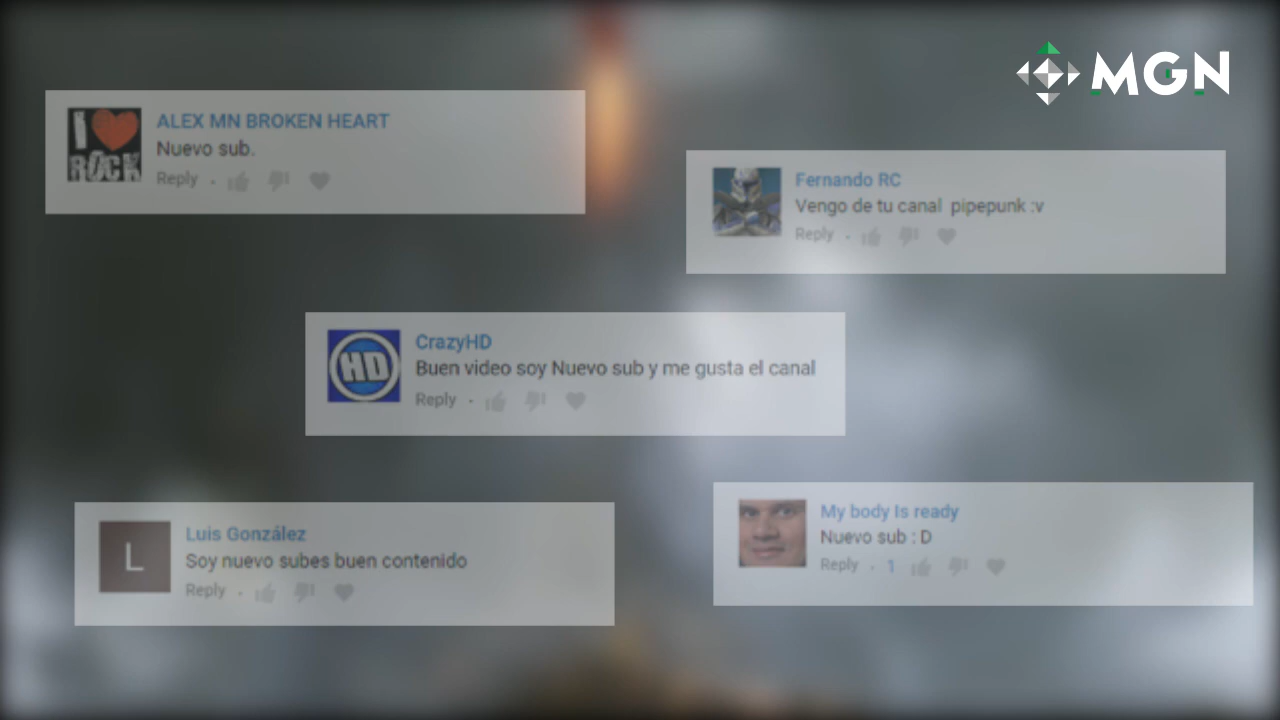 MGN
I ROCK
ALEX MN BROKEN HEART
Nuevo sub.
Reply
Fernando RC
Vengo de tu canal pipepunk :v
Reply
HD
CrazyHD
Buen video soy Nuevo sub y me gusta el canal
Reply
L
Luis González
Soy nuevo subes buen contenido
Reply
My body Is ready
Nuevo sub : D
Reply · 1